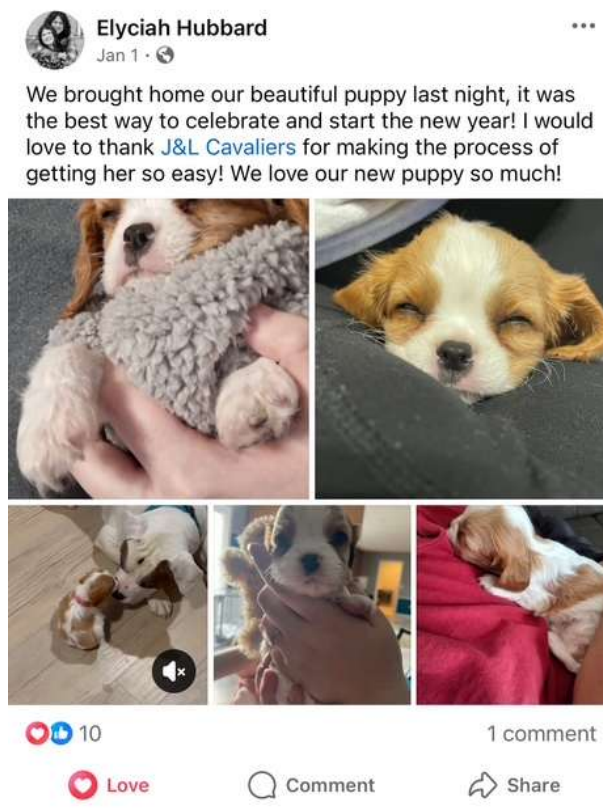 Elyciah Hubbard
Jan 1 ·
We brought home our beautiful puppy last night, it was
the best way to celebrate and start the new year! I would
love to thank J&L Cavaliers for making the process of
getting her so easy! We love our new puppy so much!
10
1 comment
Love
Comment
Share